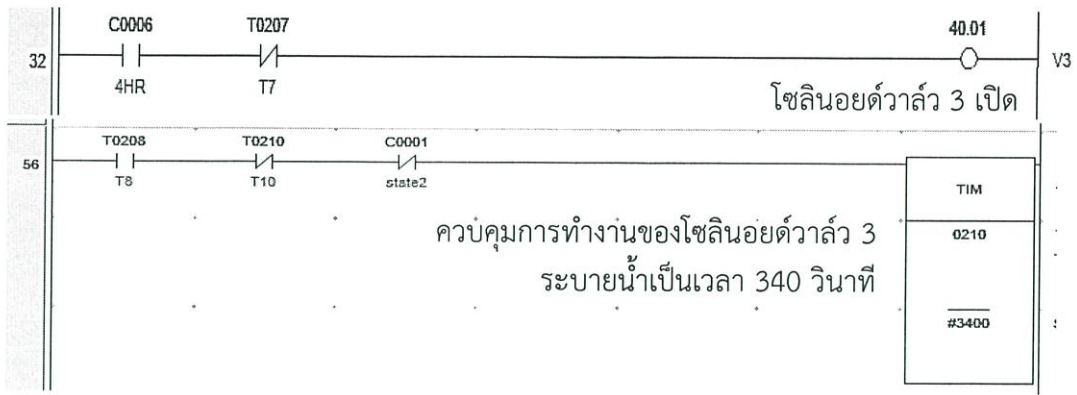 C0006 T0207 40.01
32 V3
4HR T7
โซลินอยด์วาล์ว 3 เปิด
T0208 T0210 C0001
56
T8 T10 state2 TIM
ควบคุมการทำงานของโซลินอยด์วาล์ว 3 0210
ระบายน้ำเป็นเวลา 340 วินาที
#3400